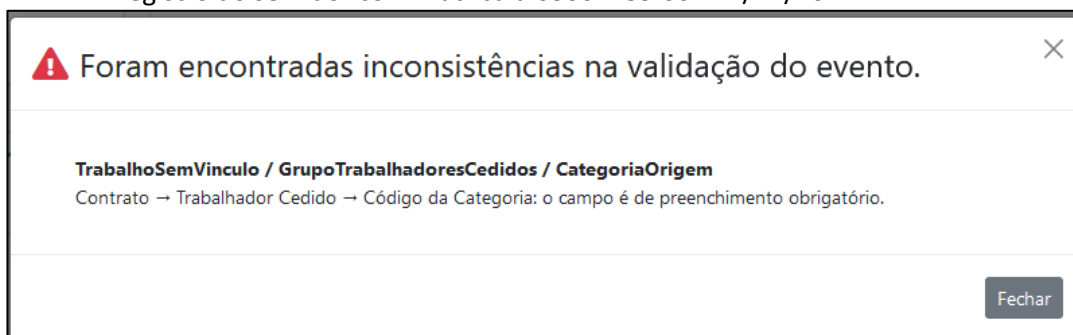 Foram encontradas inconsistências na validação do evento.
TrabalhoSemVinculo / GrupoTrabalhadoresCedidos / CategoriaOrigem
Contrato → Trabalhador Cedido → Código da Categoria: o campo é de preenchimento obrigatório.
Fechar